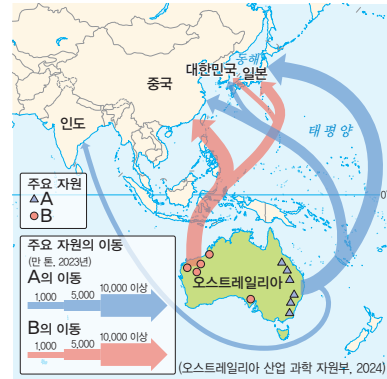 동해
대한민국 일본
중국
인도
태평양
0°
주요 자원
A
B
오스트레일리아
주요 자원의 이동
(만 톤, 2023년)
A의 이동
1,000 5,000 10,000 이상
B의 이동
1,000 5,000 10,000 이상
(오스트레일리아 산업 과학 자원부, 2024)